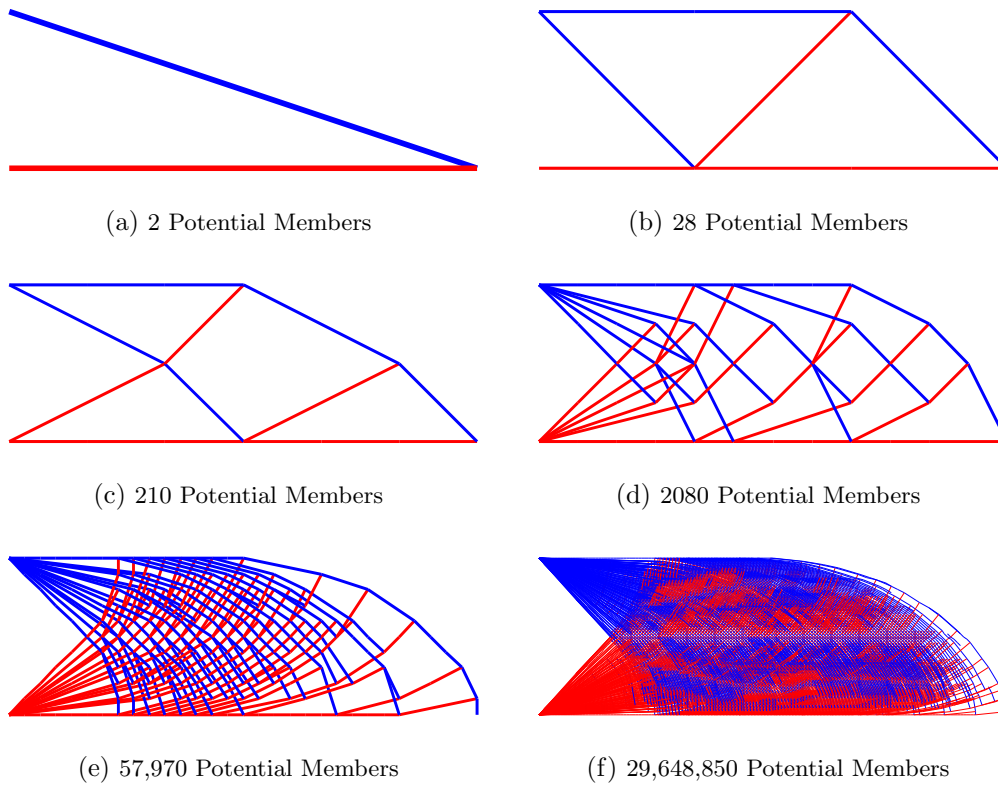 (a) 2 Potential Members
(b) 28 Potential Members
(c) 210 Potential Members
(d) 2080 Potential Members
(e) 57,970 Potential Members
(f) 29,648,850 Potential Members